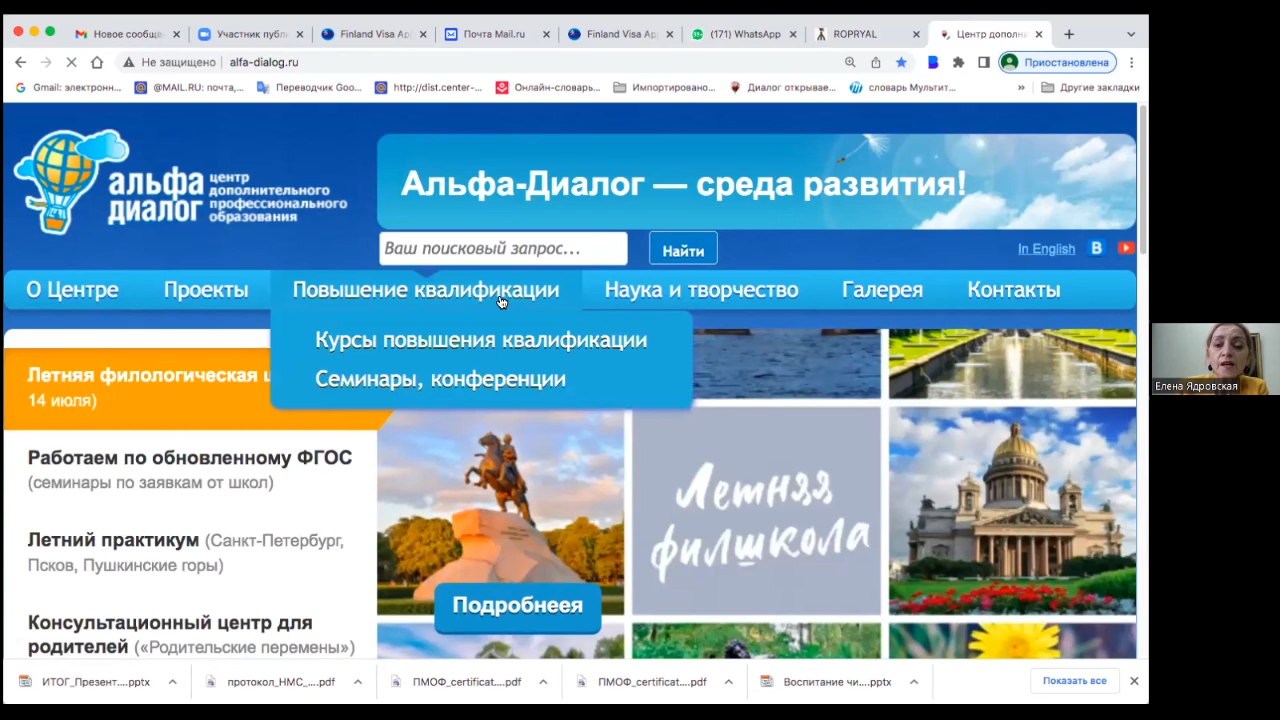 Новое сообще
Участник публ
Finland Visa Ap
Почта Mail.ru
Finland Visa Ap
(171) WhatsApp
ROPRYAL
Центр дополн
Не защищено
alfa-dialog.ru
Приостановлена
Gmail: электронн...
@MAIL.RU: почта,...
Переводчик Goo...
http://dist.center-...
Онлайн-словарь...
Импортировано...
Диалог открывае...
словарь Мультит...
»
Другие закладки
альфа
диалог
центр
дополнительного
профессионального
образования
Альфа-Диалог — среда развития!
Ваш поисковый запрос...
Найти
In English
B
О Центре
Проекты
Повышение квалификации
Наука и творчество
Галерея
Контакты
Курсы повышения квалификации
Семинары, конференции
Летняя филологическая ш
14 июля)
Работаем по обновленному ФГОС
(семинары по заявкам от школ)
Летний практикум (Санкт-Петербург,
Псков, Пушкинские горы)
Консультационный центр для
родителей («Родительские перемены»)
Летняя
филшкола
Подробнеея
Елена Ядровская
ИТОГ_Презент....pptx
протокол_НМС_....pdf
ПМОФ_certificat....pdf
ПМОФ_certificat....pdf
Воспитание чи....pptx
Показать все